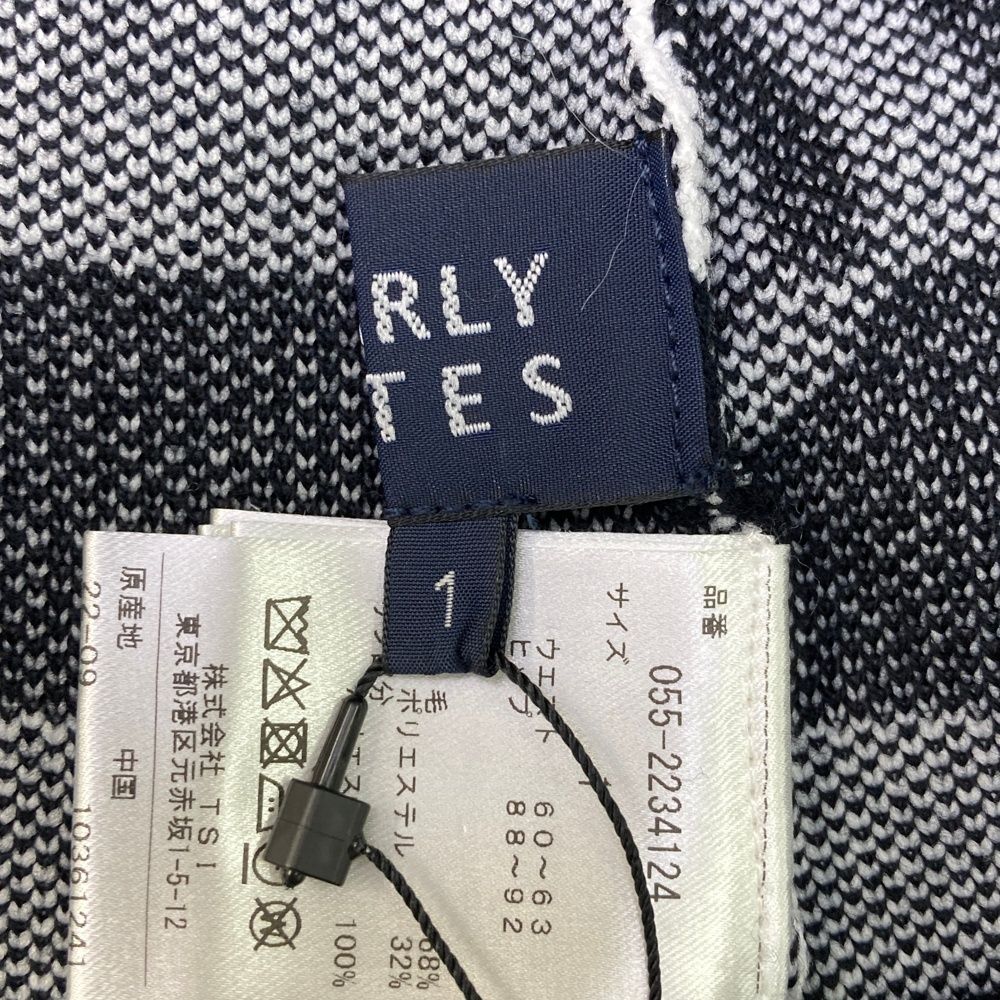 RLY
TES
1
品番
055-2234124
サイズ
ウエスト 60～63
ヒップ 88～92
毛 68%
ポリエステル 32%
100%
株式会社 TSI
東京都港区元赤坂1-5-12
原産地 中国
22-09 10361241